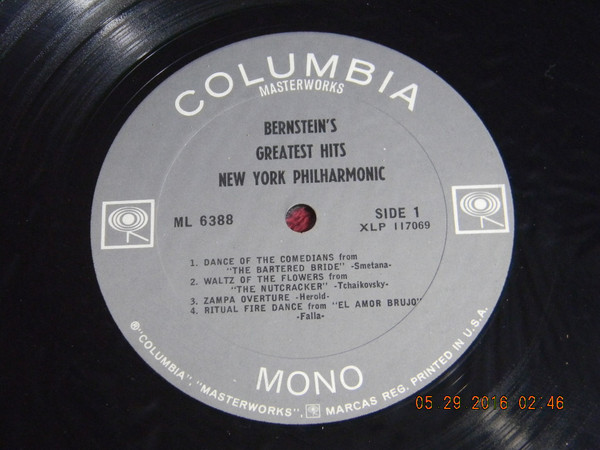 COLUMBIA
MASTERWORKS
BERNSTEIN'S
GREATEST HITS
NEW YORK PHILHARMONIC
ML 6388
SIDE 1
XLP 117069
1. DANCE OF THE COMEDIANS from
"THE BARTERED BRIDE" -Smetana-
2. WALTZ OF THE FLOWERS from
"THE NUTCRACKER" -Tchaikovsky-
3. ZAMPA OVERTURE -Herold-
4. RITUAL FIRE DANCE from "EL AMOR BRUJO"
-Falla-
MONO
®"COLUMBIA", "MASTERWORKS", MARCAS REG. PRINTED IN U.S.A.
05 29 2016 02:46